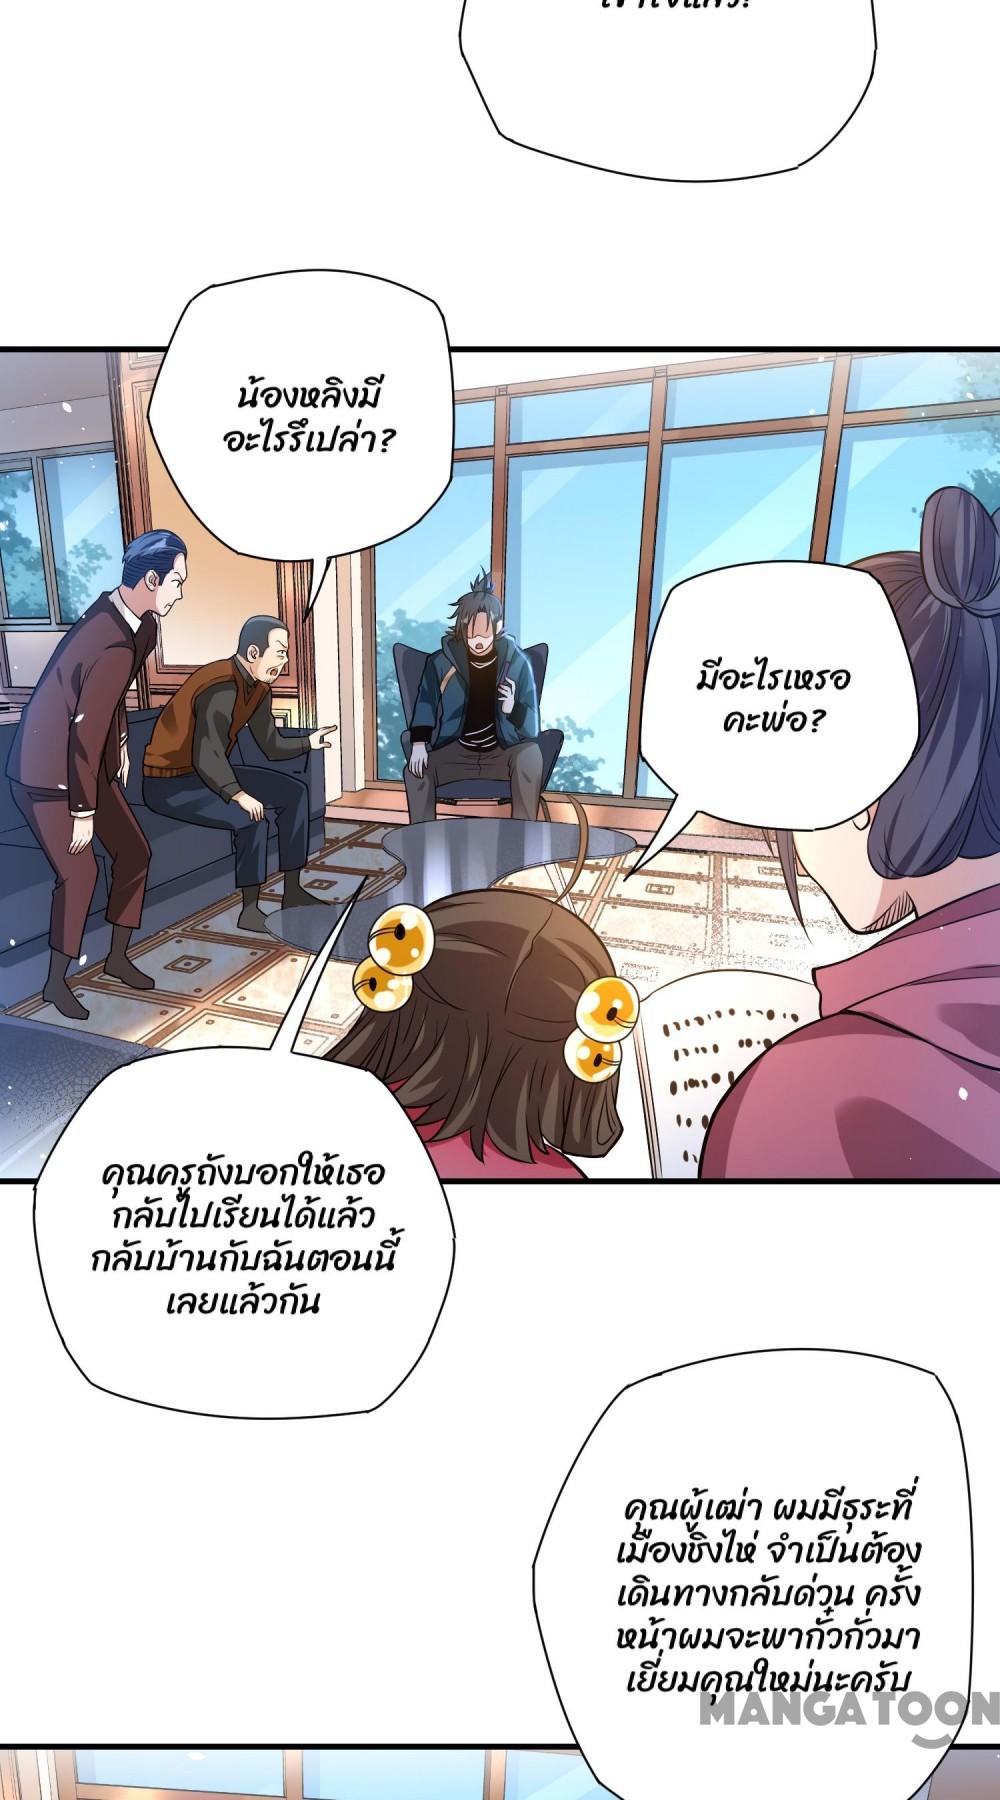 เข้าใจแล้ว!
น้องหลิงมี
อะไรรึเปล่า?
มีอะไรเหรอ
คะพ่อ?
คุณครูถังบอกให้เธอ
กลับไปเรียนได้แล้ว
กลับบ้านกับฉันตอนนี้
เลยแล้วกัน
คุณผู้เฒ่า ผมมีธุระที่
เมืองชิงไห่ จำเป็นต้อง
เดินทางกลับด่วน ครั้ง
หน้าผมจะพากั๋วกั่วมา
เยี่ยมคุณใหม่นะครับ
MANGATOON